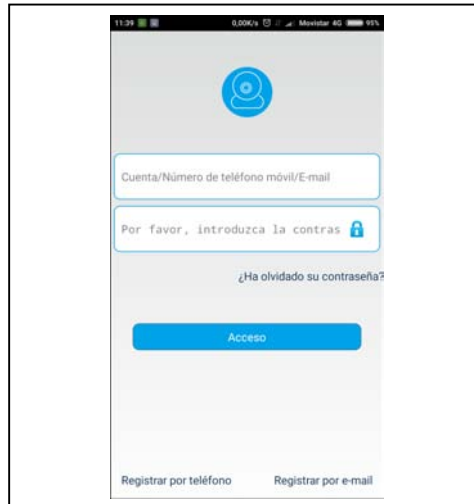 11:39 0,00K/s Movistar 4G 95%
Cuenta/Número de teléfono móvil/E-mail
Por favor, introduzca la contras
¿Ha olvidado su contraseña?
Acceso
Registrar por teléfono Registrar por e-mail